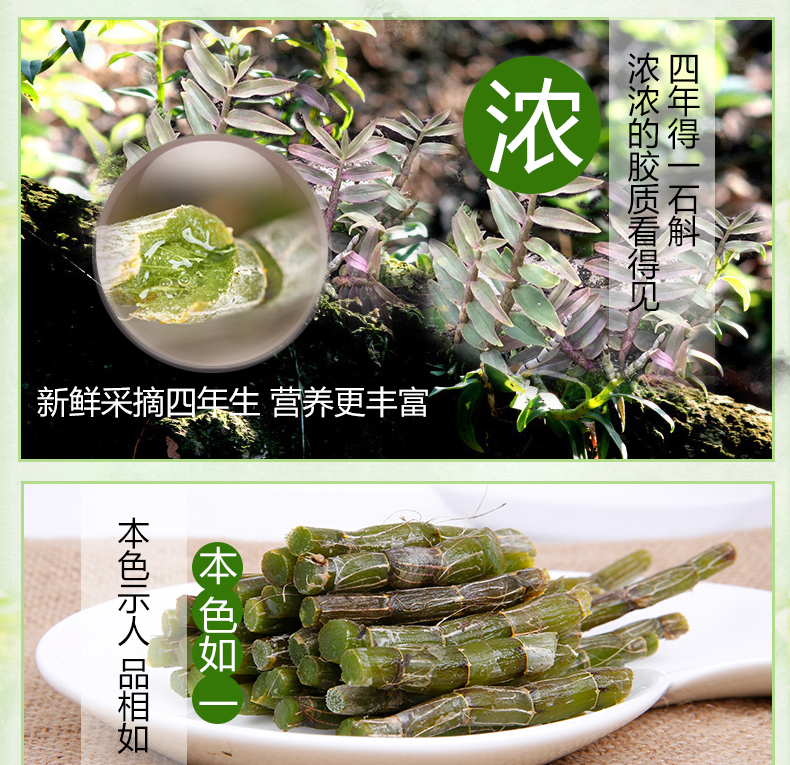 浓
四年得一石斛
浓浓的胶质看得见
新鲜采摘四年生 营养更丰富
本色如一
本色示人 品相如